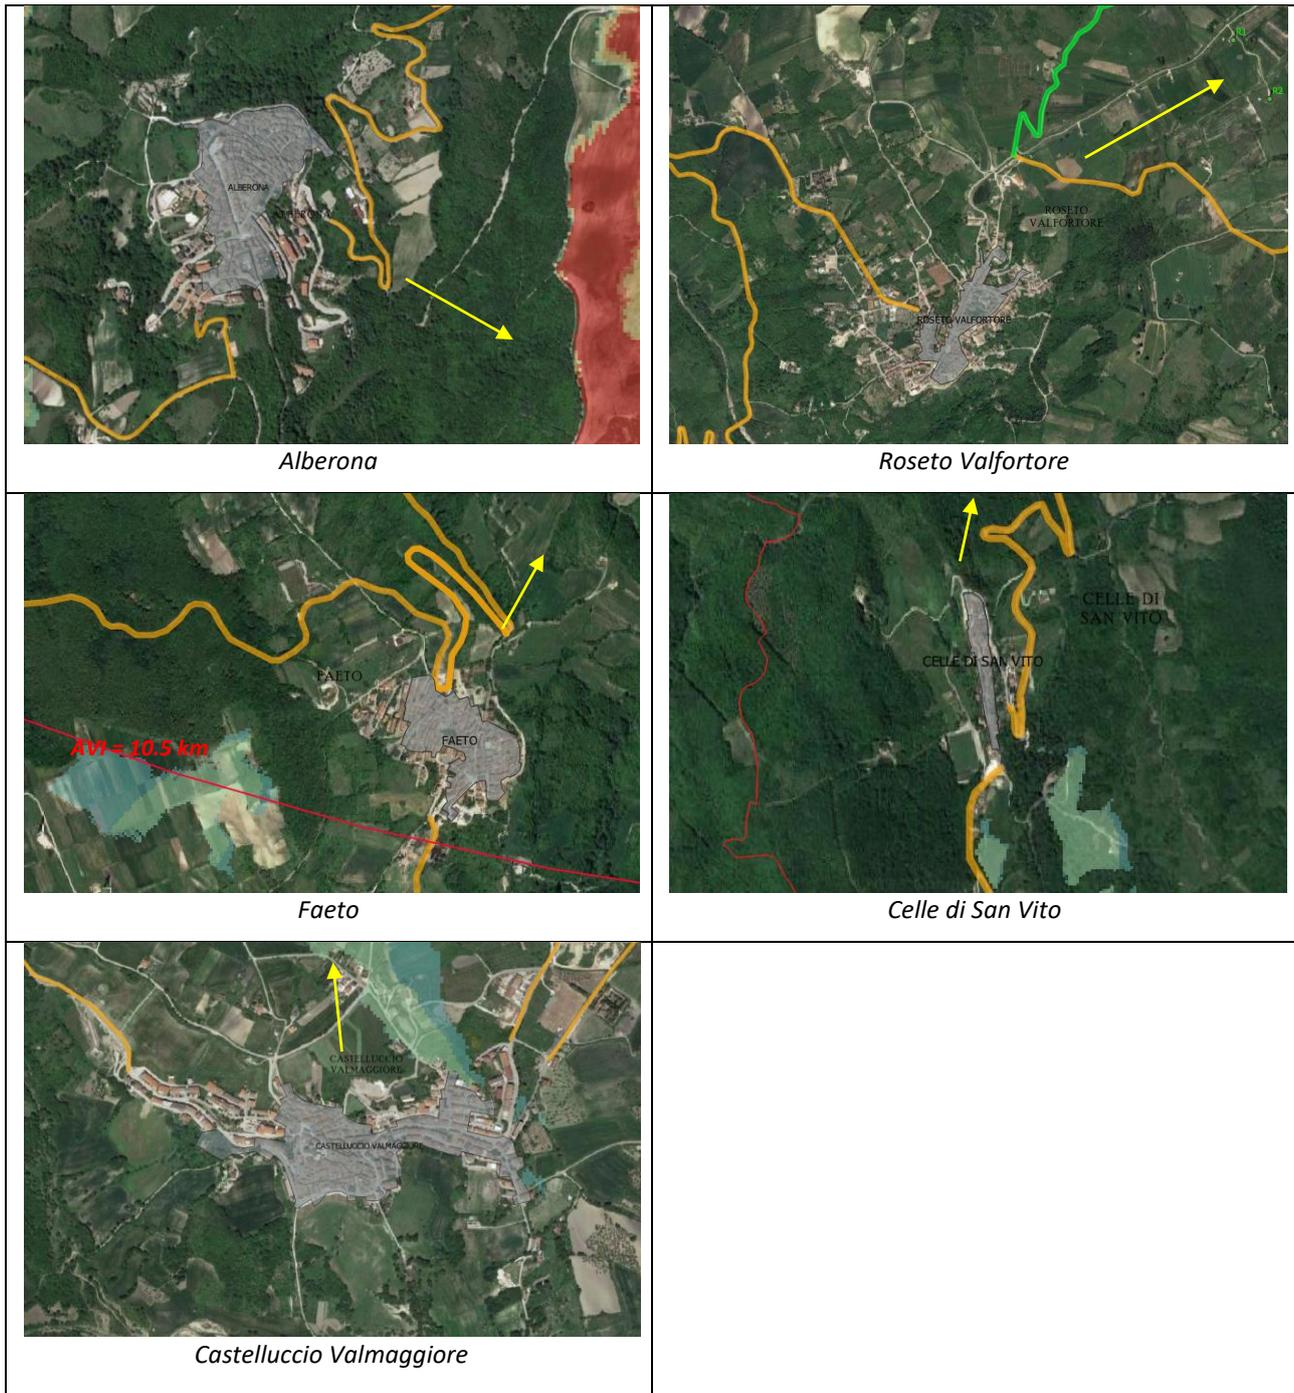 ALBERONA
ALBERONA
Alberona
R1
R2
ROSETO
VALFORTORE
ROSETO VALFORTORE
Roseto Valfortore
FAETO
FAETO
AVI = 10.5 km
Faeto
CELLE DI
SAN VITO
CELLE DI SAN VITO
Celle di San Vito
CASTELLUCCIO
VALMAGGIORE
CASTELLUCCIO VALMAGGIORE
Castelluccio Valmaggiore